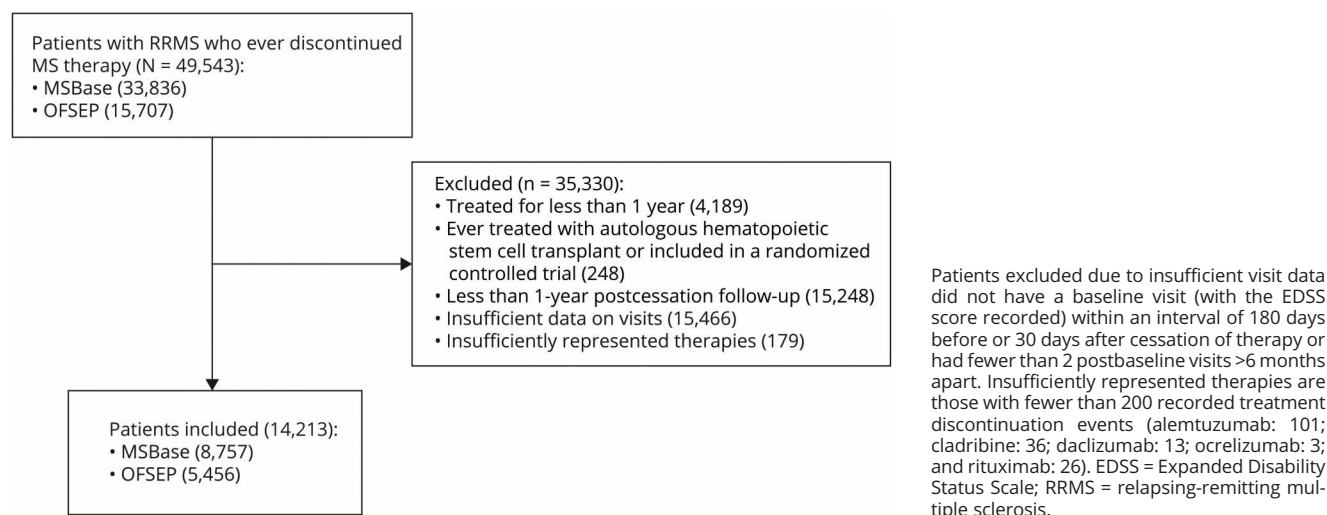 Patients with RRMS who ever discontinued
MS therapy (N = 49,543):
• MSBase (33,836)
• OFSEP (15,707)
Excluded (n = 35,330):
• Treated for less than 1 year (4,189)
• Ever treated with autologous hematopoietic
stem cell transplant or included in a randomized
controlled trial (248)
• Less than 1-year postcessation follow-up (15,248)
• Insufficient data on visits (15,466)
• Insufficiently represented therapies (179)
Patients included (14,213):
• MSBase (8,757)
• OFSEP (5,456)
Patients excluded due to insufficient visit data
did not have a baseline visit (with the EDSS
score recorded) within an interval of 180 days
before or 30 days after cessation of therapy or
had fewer than 2 postbaseline visits >6 months
apart. Insufficiently represented therapies are
those with fewer than 200 recorded treatment
discontinuation events (alemtuzumab: 101;
cladribine: 36; daclizumab: 13; ocrelizumab: 3;
and rituximab: 26). EDSS = Expanded Disability
Status Scale; RRMS = relapsing-remitting mul-
tiple sclerosis.